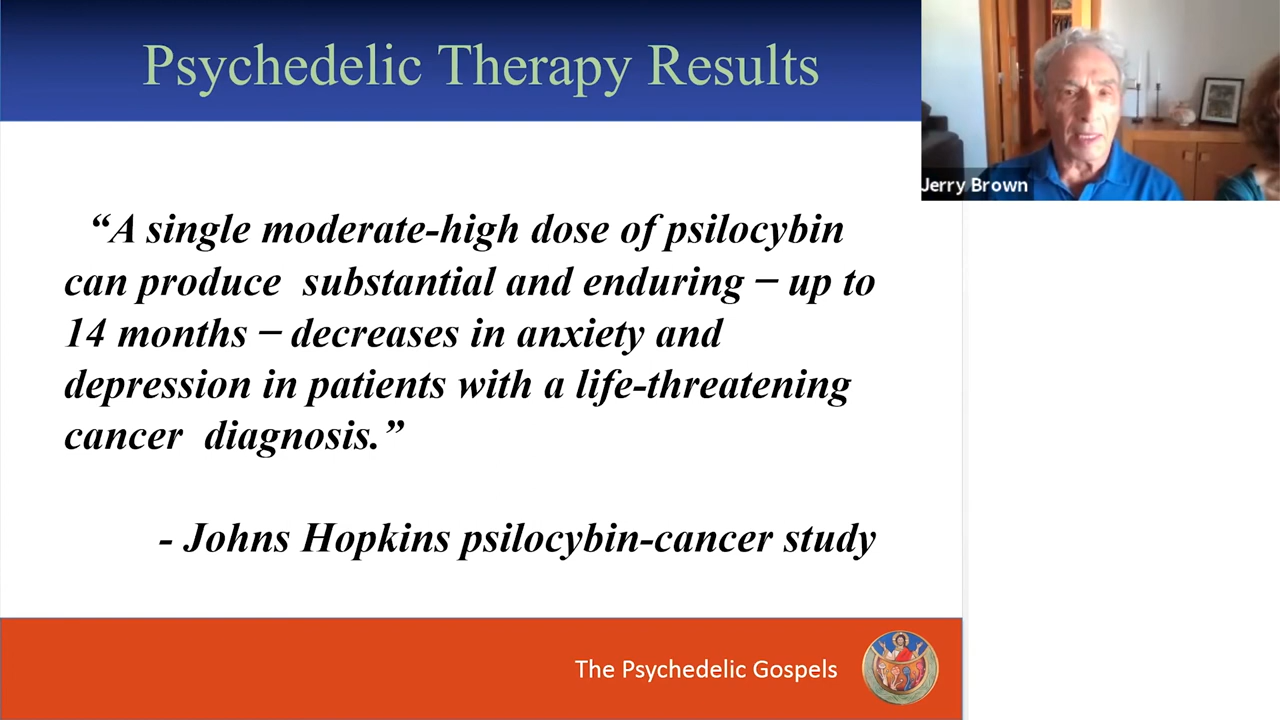 Psychedelic Therapy Results
Jerry Brown
“A single moderate-high dose of psilocybin
can produce substantial and enduring – up to
14 months – decreases in anxiety and
depression in patients with a life-threatening
cancer diagnosis.”
- Johns Hopkins psilocybin-cancer study
The Psychedelic Gospels